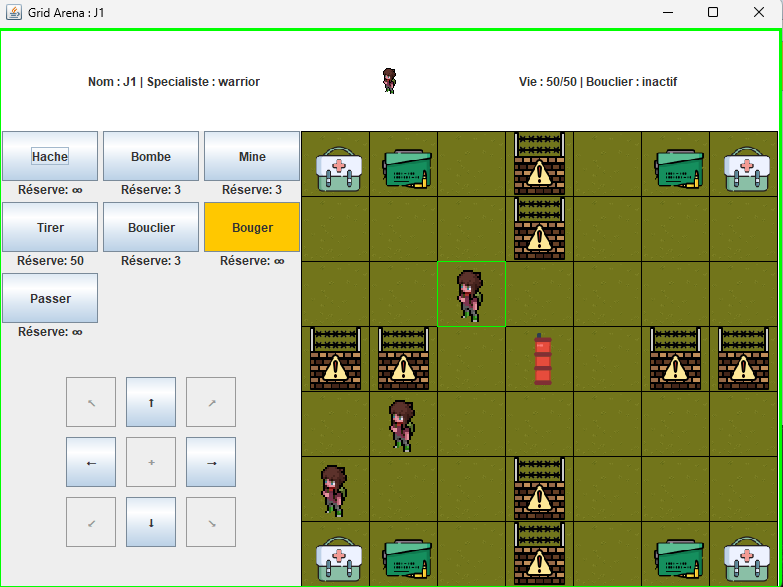 Grid Arena : J1
Nom : J1 | Specialiste : warrior
Vie : 50/50 | Bouclier : inactif
Hache
Bombe
Mine
Réserve: ∞
Réserve: 3
Réserve: 3
Tirer
Bouclier
Bouger
Réserve: 50
Réserve: 3
Réserve: ∞
Passer
Réserve: ∞
↖ ↑ ↗
← + →
↙ ↓ ↘